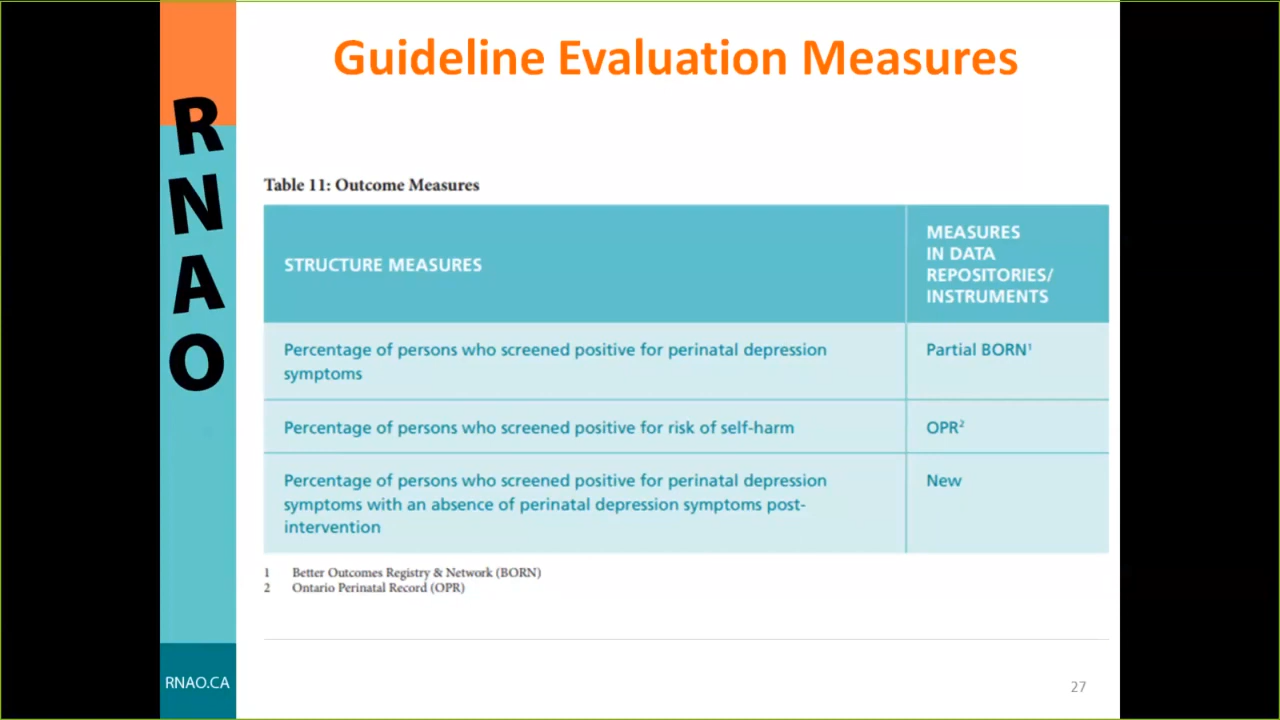 Guideline Evaluation Measures
R
N
A
O
Table 11: Outcome Measures
STRUCTURE MEASURES
MEASURES
IN DATA
REPOSITORIES/
INSTRUMENTS
Percentage of persons who screened positive for perinatal depression
symptoms
Partial BORN¹
Percentage of persons who screened positive for risk of self-harm
OPR²
Percentage of persons who screened positive for perinatal depression
symptoms with an absence of perinatal depression symptoms post-
intervention
New
1 Better Outcomes Registry & Network (BORN)
2 Ontario Perinatal Record (OPR)
RNAO.CA
27